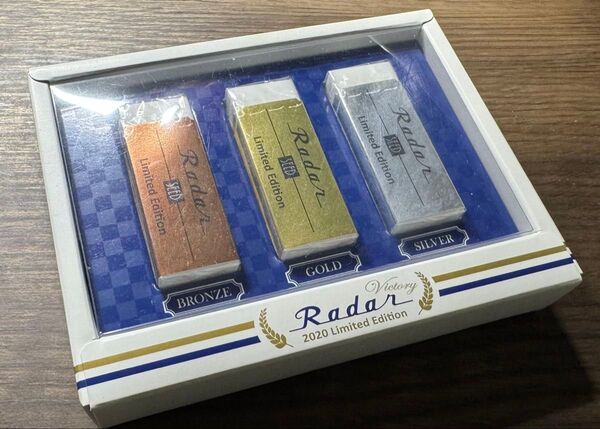 Radar
SEED
Limited Edition
BRONZE
Radar
SEED
Limited Edition
GOLD
Radar
SEED
Limited Edition
SILVER
Victory
Radar
2020 Limited Edition